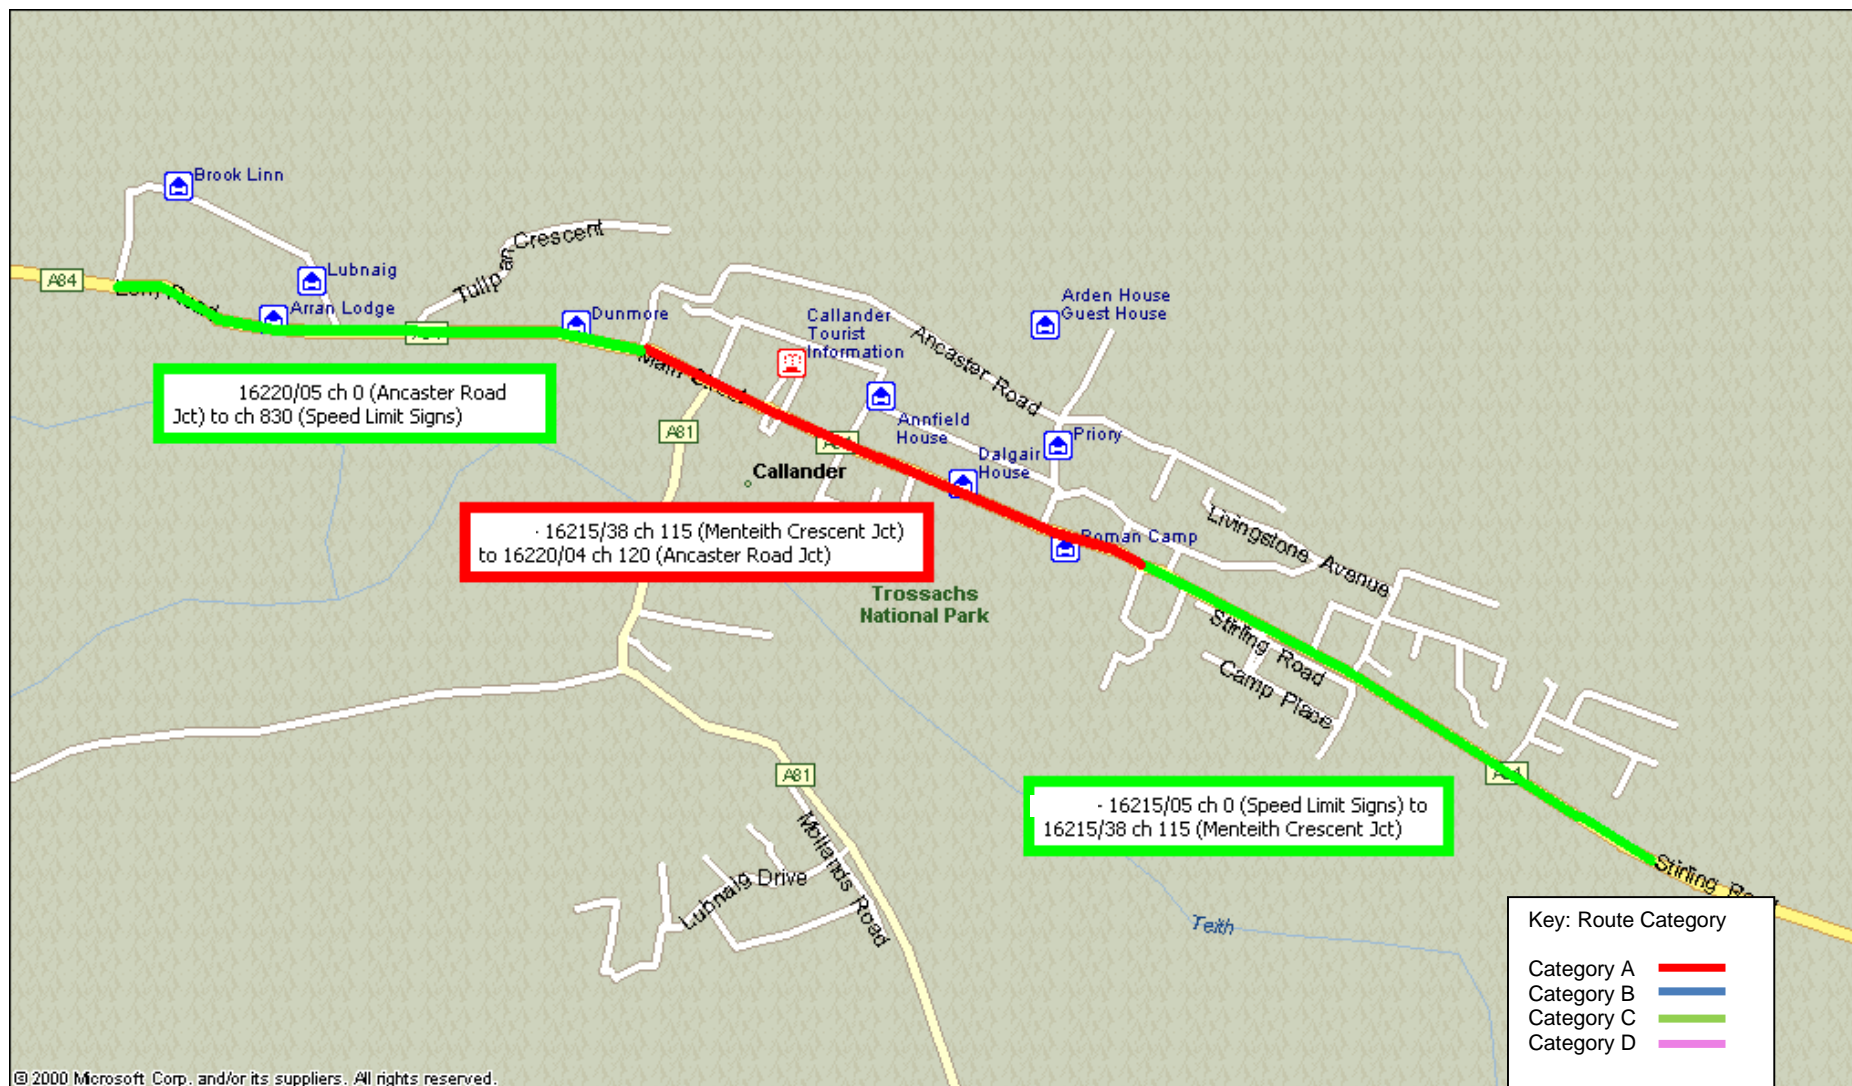 Brook Linn
Tullipan Crescent
Lubnaig
A84
Leny Road
Arran Lodge
Dunmore
Callander
Tourist
Information
Arden House
Guest House
Ancaster Road
Main Street
16220/05 ch 0 (Ancaster Road
Jct) to ch 830 (Speed Limit Signs)
A81
A84
Annfield
House
Priory
Dalgair
House
Callander
- 16215/38 ch 115 (Menteith Crescent Jct)
to 16220/04 ch 120 (Ancaster Road Jct)
Roman Camp
Livingstone Avenue
Trossachs
National Park
Stirling Road
Camp Place
A81
A84
- 16215/05 ch 0 (Speed Limit Signs) to
16215/38 ch 115 (Menteith Crescent Jct)
Mollands Road
Lubnaig Drive
Stirling Road
Teith
Key: Route Category
Category A
Category B
Category C
Category D
© 2000 Microsoft Corp. and/or its suppliers. All rights reserved.